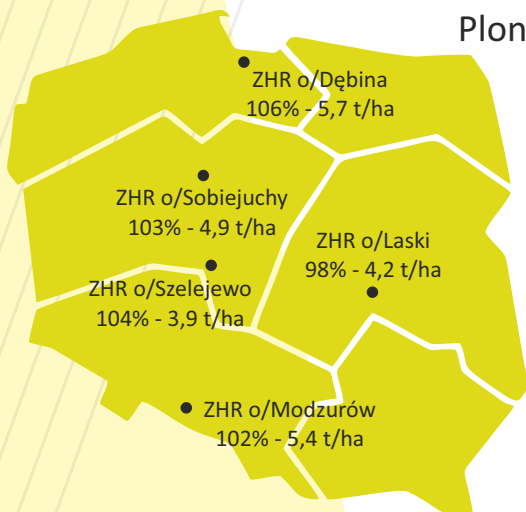 Plon
ZHR o/Dębina
106% - 5,7 t/ha
ZHR o/Sobiejuchy
103% - 4,9 t/ha
ZHR o/Laski
98% - 4,2 t/ha
ZHR o/Szelejewo
104% - 3,9 t/ha
ZHR o/Modzurów
102% - 5,4 t/ha